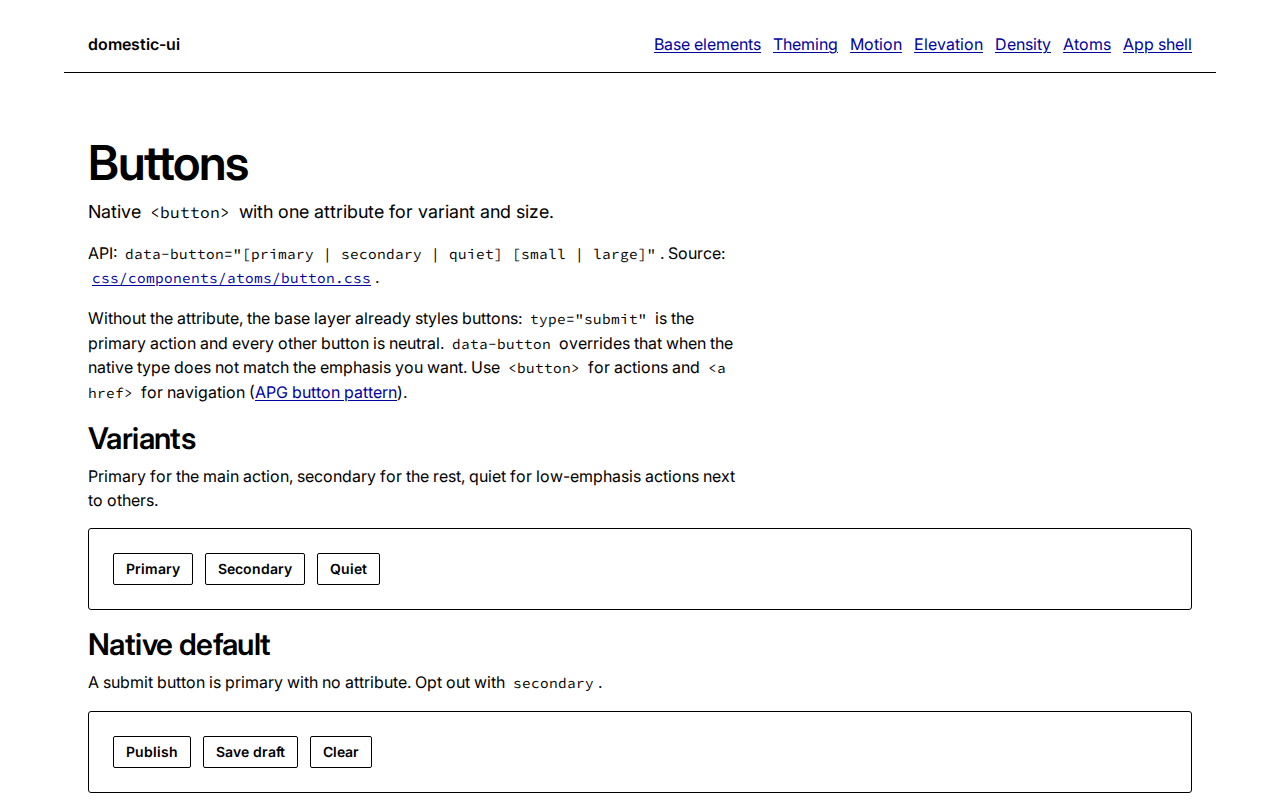 domestic-ui
Base elements Theming Motion Elevation Density Atoms App shell
Buttons
Native <button> with one attribute for variant and size.
API: data-button="[primary | secondary | quiet] [small | large]" . Source:
css/components/atoms/button.css .
Without the attribute, the base layer already styles buttons: type="submit" is the
primary action and every other button is neutral. data-button overrides that when the
native type does not match the emphasis you want. Use <button> for actions and <a
href> for navigation (APG button pattern).
Variants
Primary for the main action, secondary for the rest, quiet for low-emphasis actions next
to others.
Primary Secondary Quiet
Native default
A submit button is primary with no attribute. Opt out with secondary .
Publish Save draft Clear